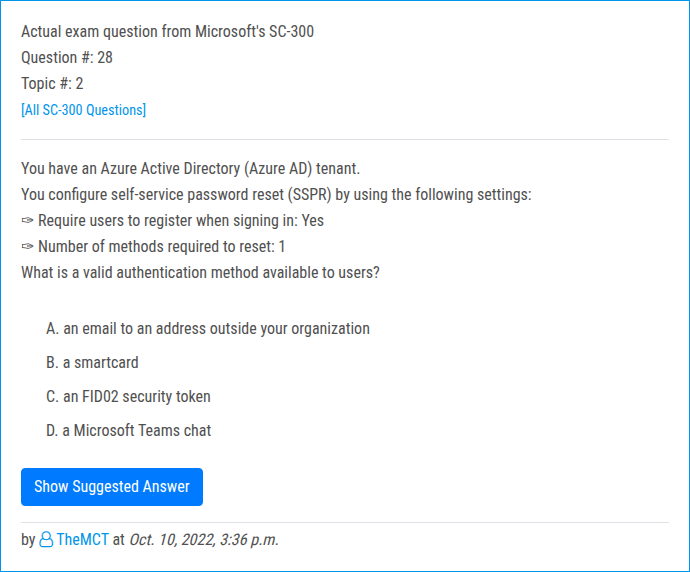 Actual exam question from Microsoft's SC-300
Question #: 28
Topic #: 2
[All SC-300 Questions]
You have an Azure Active Directory (Azure AD) tenant.
You configure self-service password reset (SSPR) by using the following settings:
✑ Require users to register when signing in: Yes
✑ Number of methods required to reset: 1
What is a valid authentication method available to users?
A. an email to an address outside your organization
B. a smartcard
C. an FID02 security token
D. a Microsoft Teams chat
Show Suggested Answer
by TheMCT at Oct. 10, 2022, 3:36 p.m.